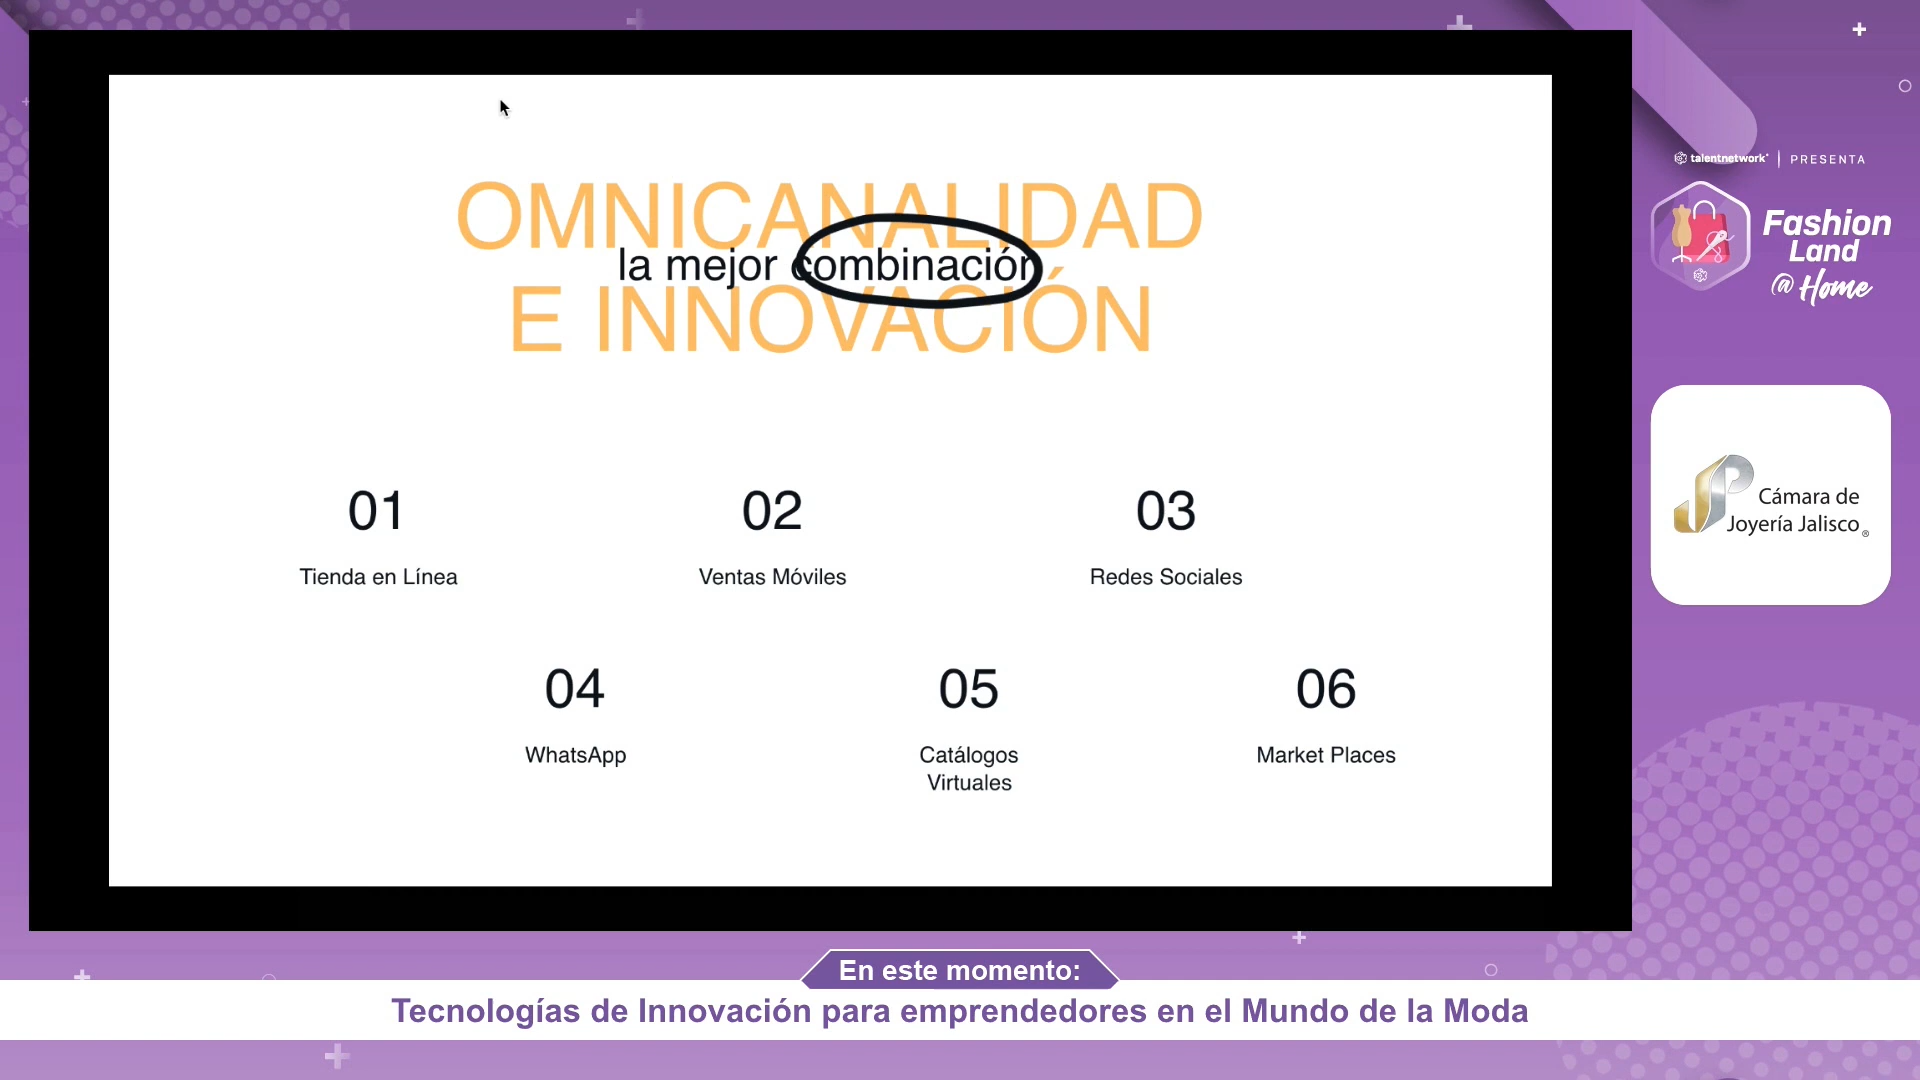 OMNICANALIDAD
la mejor combinación
E INNOVACIÓN
01
Tienda en Línea
02
Ventas Móviles
03
Redes Sociales
04
WhatsApp
05
Catálogos
Virtuales
06
Market Places
talentnetwork | PRESENTA
Fashion
Land
@ Home
Cámara de
Joyería Jalisco®
En este momento:
Tecnologías de Innovación para emprendedores en el Mundo de la Moda